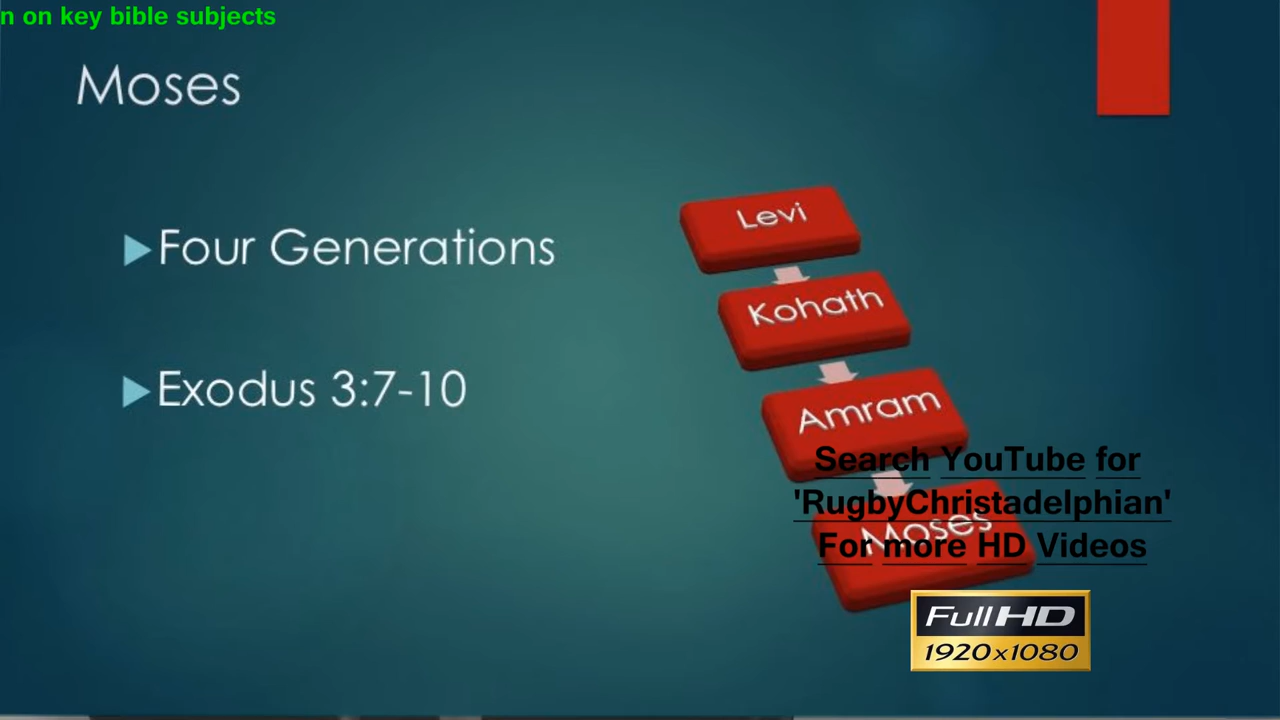 n on key bible subjects
Moses
Four Generations
Exodus 3:7-10
Levi
Kohath
Amram
Moses
Search YouTube for
'RugbyChristadelphian'
For more HD Videos
Full HD
1920x1080